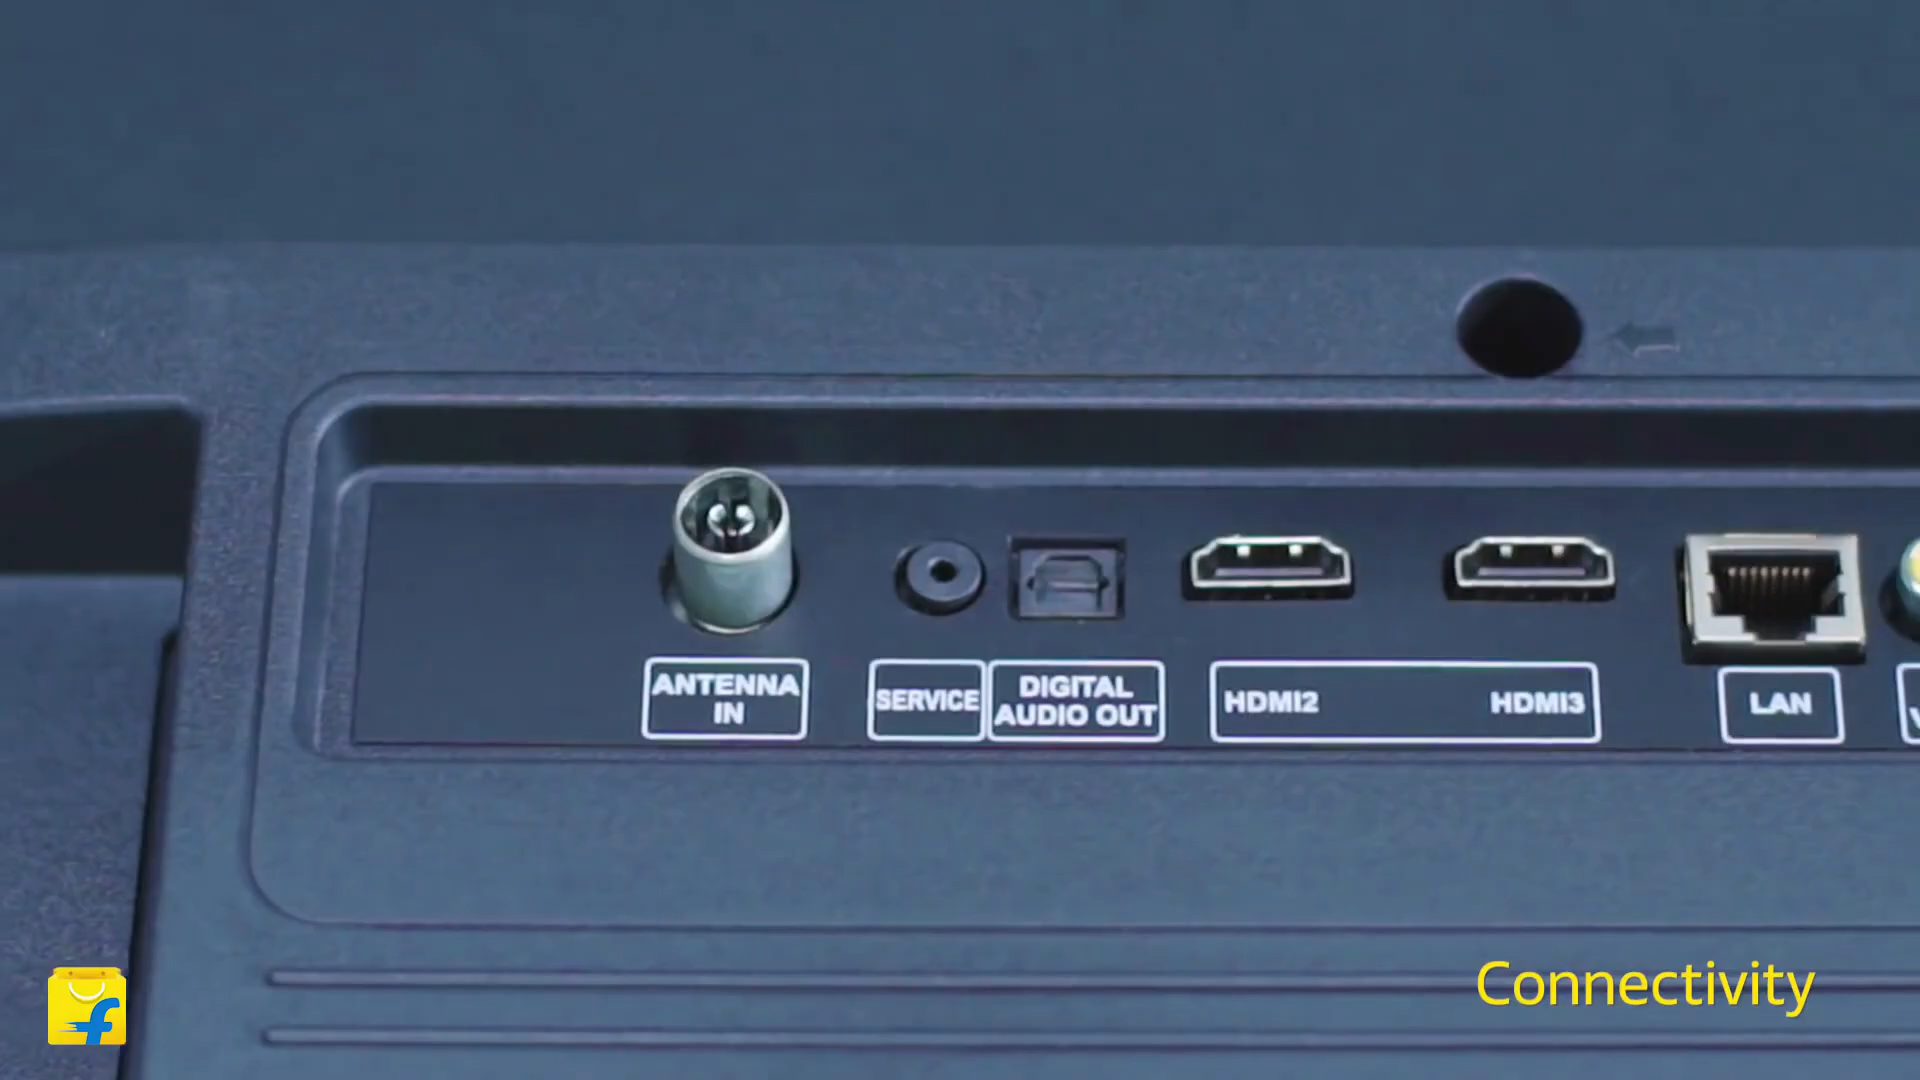 ANTENNA
IN
SERVICE
DIGITAL
AUDIO OUT
HDMI2
HDMI3
LAN
Connectivity